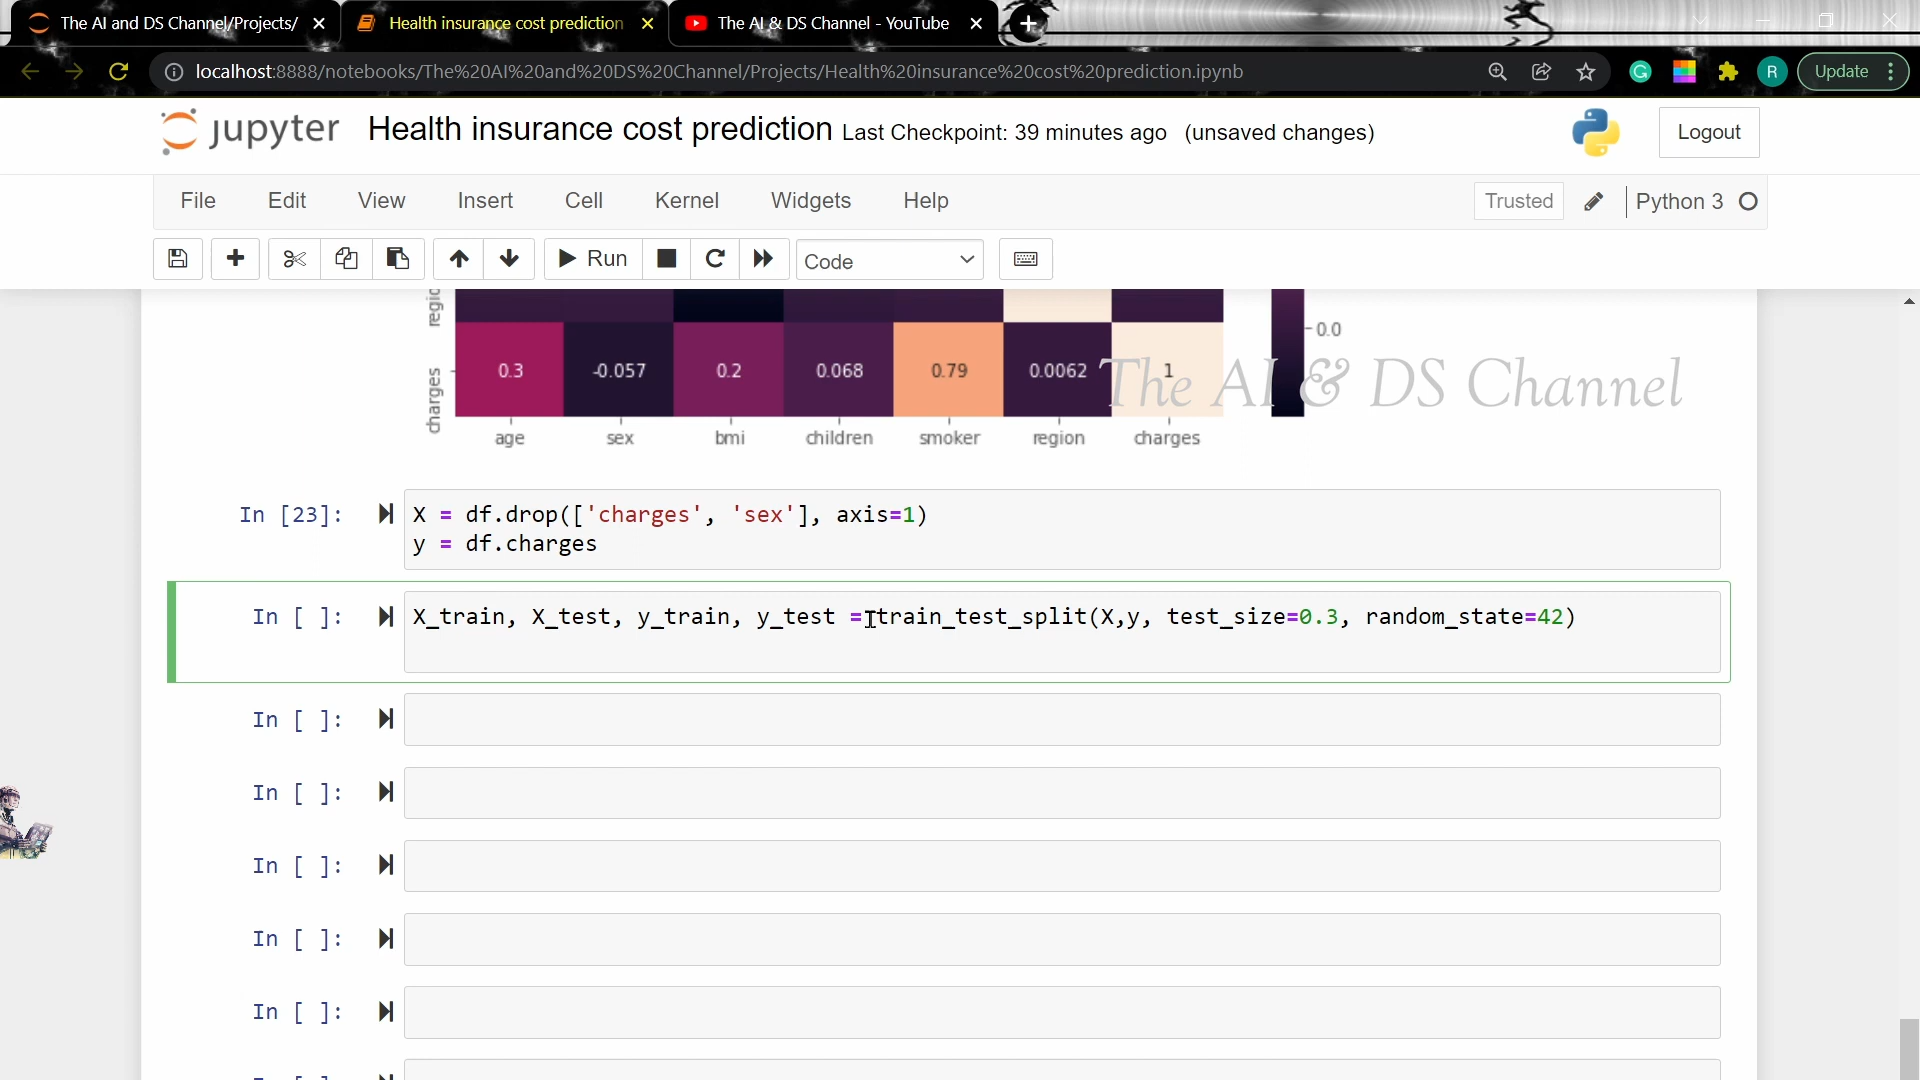 The AI and DS Channel/Projects/
Health insurance cost prediction
The AI & DS Channel - YouTube
localhost:8888/notebooks/The%20AI%20and%20DS%20Channel/Projects/Health%20insurance%20cost%20prediction.ipynb
R
Update
jupyter
Health insurance cost prediction Last Checkpoint: 39 minutes ago (unsaved changes)
Logout
File Edit View Insert Cell Kernel Widgets Help
Trusted
Python 3
Run
Code
regio
0.0
charges
0.3 -0.057 0.2 0.068 0.79 0.0062 1
The AI & DS Channel
age sex bmi children smoker region charges
In [23]: X = df.drop(['charges', 'sex'], axis=1)
y = df.charges
In [ ]: X_train, X_test, y_train, y_test = train_test_split(X,y, test_size=0.3, random_state=42)
In [ ]:
In [ ]:
In [ ]:
In [ ]:
In [ ]: